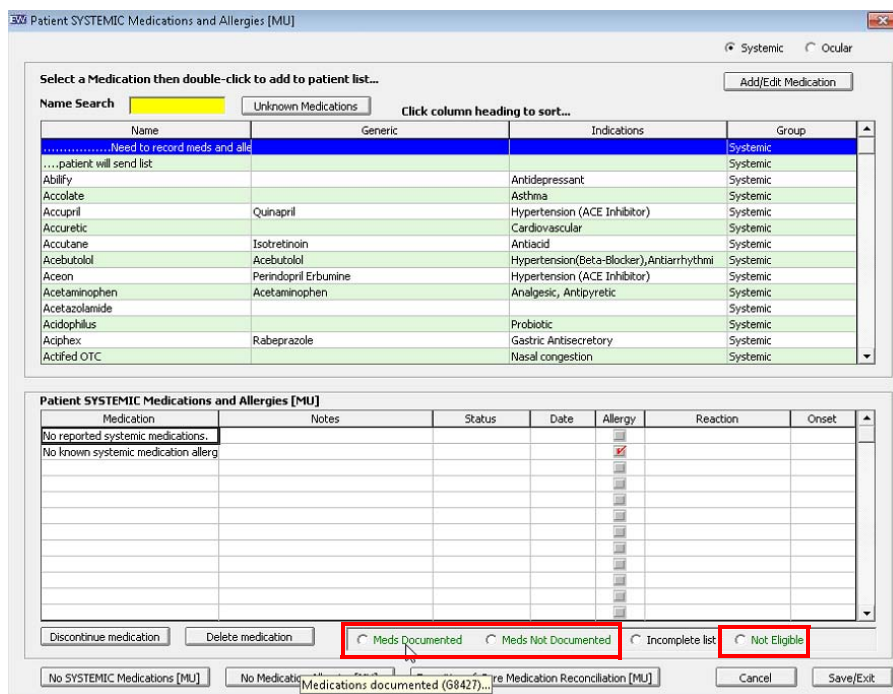 EW Patient SYSTEMIC Medications and Allergies [MU]
Systemic Ocular
Select a Medication then double-click to add to patient list...
Add/Edit Medication
Name Search Unknown Medications Click column heading to sort...
Name Generic Indications Group
.................Need to record meds and alle Systemic
....patient will send list Systemic
Abilify Antidepressant Systemic
Accolate Asthma Systemic
Accupril Quinapril Hypertension (ACE Inhibitor) Systemic
Accuretic Cardiovascular Systemic
Accutane Isotretinoin Antiacid Systemic
Acebutolol Acebutolol Hypertension(Beta-Blocker),Antiarrhythmi Systemic
Aceon Perindopril Erbumine Hypertension (ACE Inhibitor) Systemic
Acetaminophen Acetaminophen Analgesic, Antipyretic Systemic
Acetazolamide Systemic
Acidophilus Probiotic Systemic
Aciphex Rabeprazole Gastric Antisecretory Systemic
Actifed OTC Nasal congestion Systemic
Patient SYSTEMIC Medications and Allergies [MU]
Medication Notes Status Date Allergy Reaction Onset
No reported systemic medications.
No known systemic medication allerg
Discontinue medication Delete medication Meds Documented Meds Not Documented Incomplete list Not Eligible
No SYSTEMIC Medications [MU] No Medication Medication Reconciliation [MU] Cancel Save/Exit
Medications documented (G8427)...